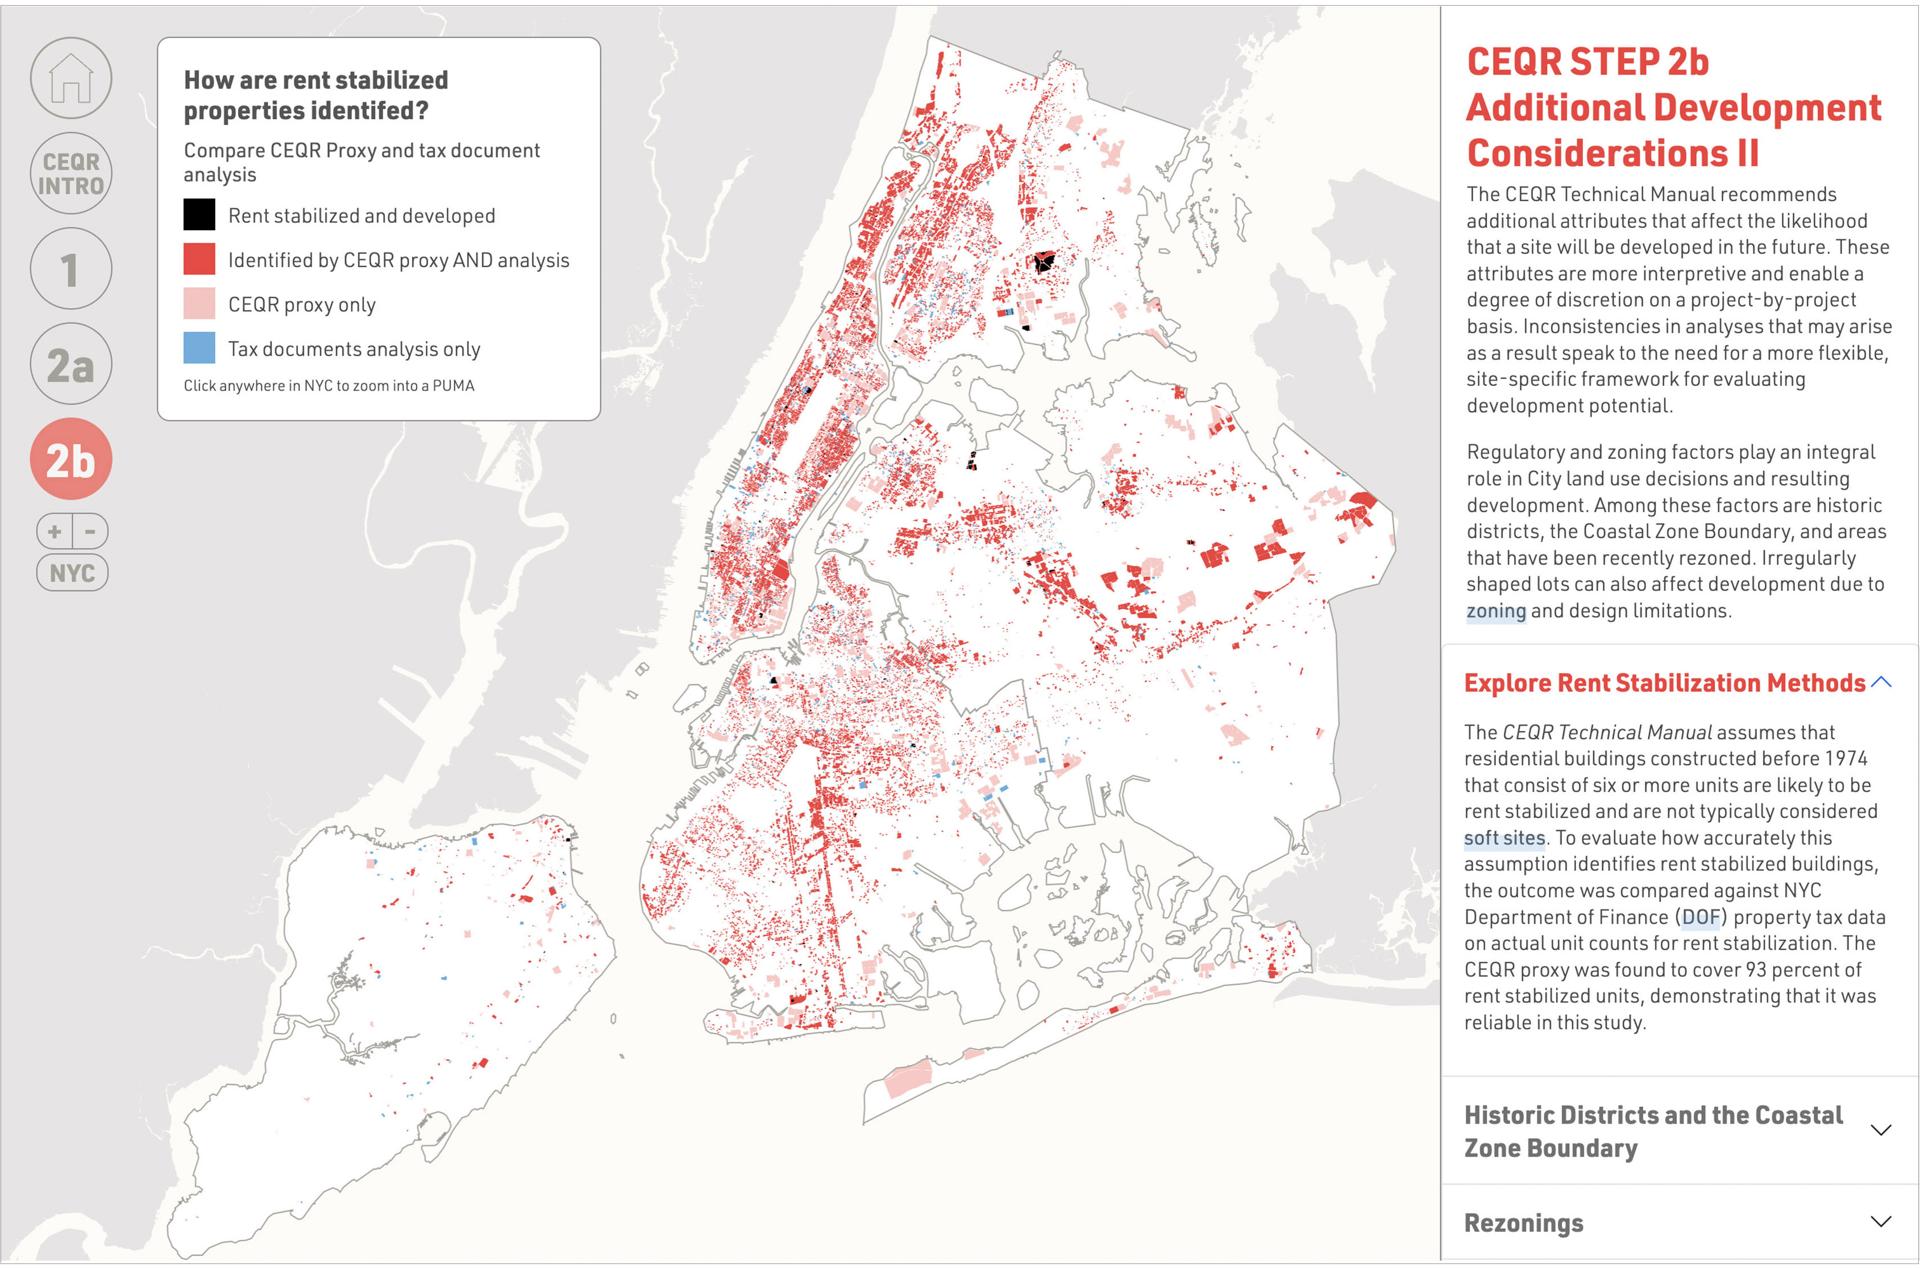 CEQR
INTRO
1
2a
2b
+ -
NYC
How are rent stabilized
properties identifed?
Compare CEQR Proxy and tax document
analysis
Rent stabilized and developed
Identified by CEQR proxy AND analysis
CEQR proxy only
Tax documents analysis only
Click anywhere in NYC to zoom into a PUMA
CEQR STEP 2b
Additional Development
Considerations II
The CEQR Technical Manual recommends
additional attributes that affect the likelihood
that a site will be developed in the future. These
attributes are more interpretive and enable a
degree of discretion on a project-by-project
basis. Inconsistencies in analyses that may arise
as a result speak to the need for a more flexible,
site-specific framework for evaluating
development potential.
Regulatory and zoning factors play an integral
role in City land use decisions and resulting
development. Among these factors are historic
districts, the Coastal Zone Boundary, and areas
that have been recently rezoned. Irregularly
shaped lots can also affect development due to
zoning and design limitations.
Explore Rent Stabilization Methods
The CEQR Technical Manual assumes that
residential buildings constructed before 1974
that consist of six or more units are likely to be
rent stabilized and are not typically considered
soft sites. To evaluate how accurately this
assumption identifies rent stabilized buildings,
the outcome was compared against NYC
Department of Finance (DOF) property tax data
on actual unit counts for rent stabilization. The
CEQR proxy was found to cover 93 percent of
rent stabilized units, demonstrating that it was
reliable in this study.
Historic Districts and the Coastal
Zone Boundary
Rezonings